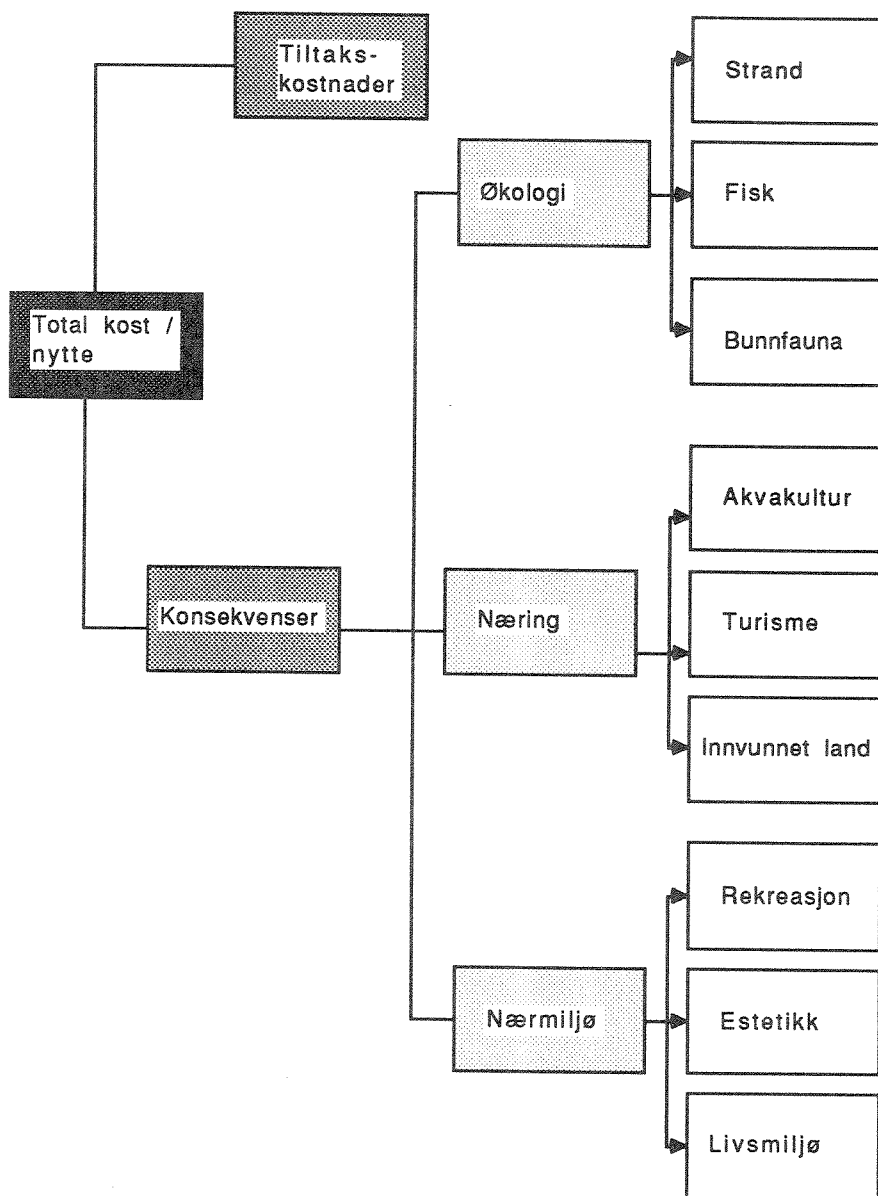 Tiltaks-
kostnader
Total kost /
nytte
Konsekvenser
Økologi
Strand
Fisk
Bunnfauna
Næring
Akvakultur
Turisme
Innvunnet land
Nærmiljø
Rekreasjon
Estetikk
Livsmiljø